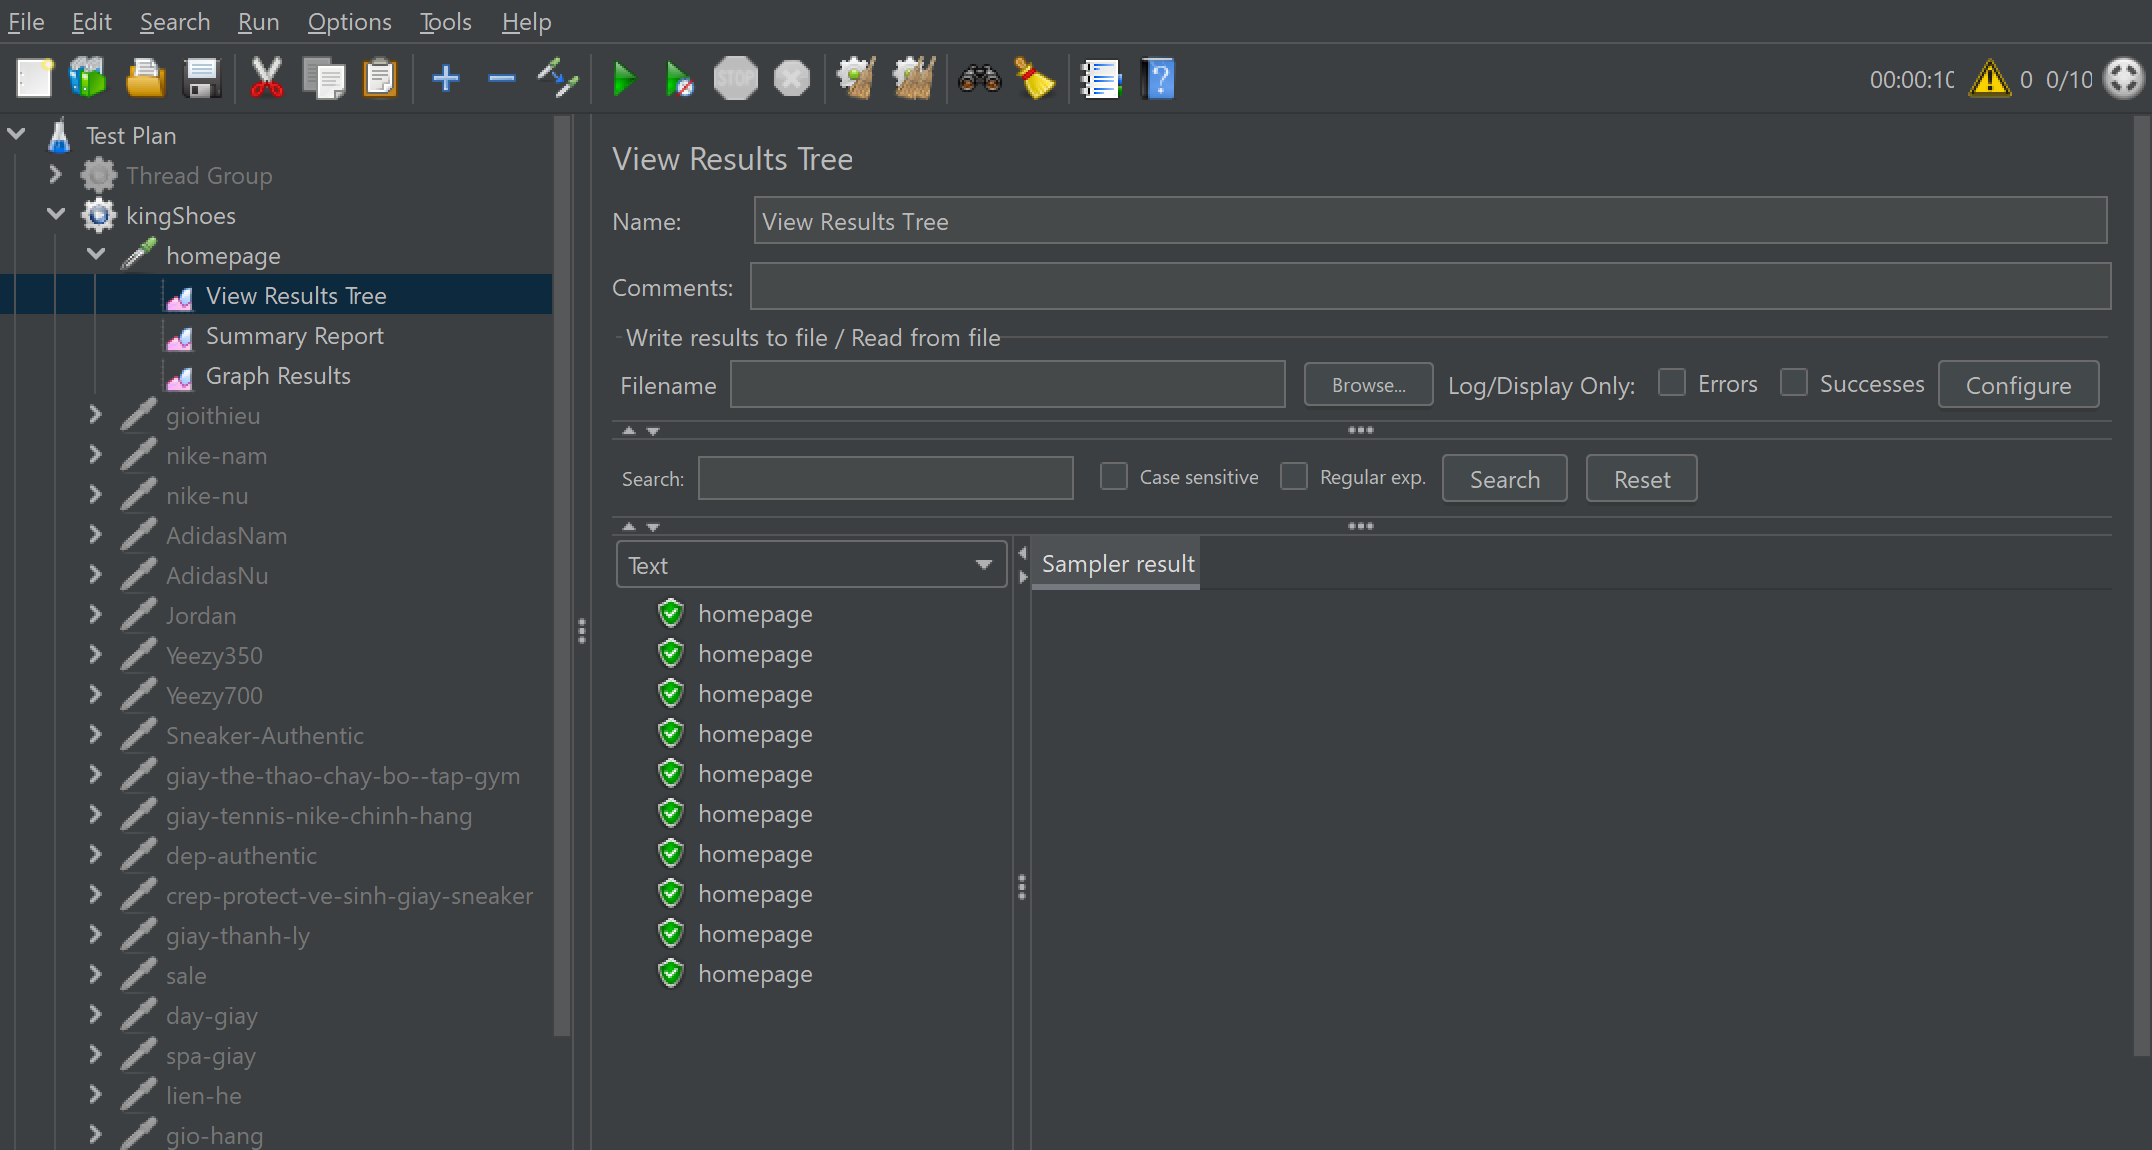 File Edit Search Run Options Tools Help
STOP
00:00:10 0 0/10
Test Plan
Thread Group
kingShoes
homepage
View Results Tree
Summary Report
Graph Results
gioithieu
nike-nam
nike-nu
AdidasNam
AdidasNu
Jordan
Yeezy350
Yeezy700
Sneaker-Authentic
giay-the-thao-chay-bo--tap-gym
giay-tennis-nike-chinh-hang
dep-authentic
crep-protect-ve-sinh-giay-sneaker
giay-thanh-ly
sale
day-giay
spa-giay
lien-he
gio-hang
View Results Tree
Name: View Results Tree
Comments:
Write results to file / Read from file
Filename Browse... Log/Display Only: Errors Successes Configure
Search: Case sensitive Regular exp. Search Reset
Text
Sampler result
homepage
homepage
homepage
homepage
homepage
homepage
homepage
homepage
homepage
homepage